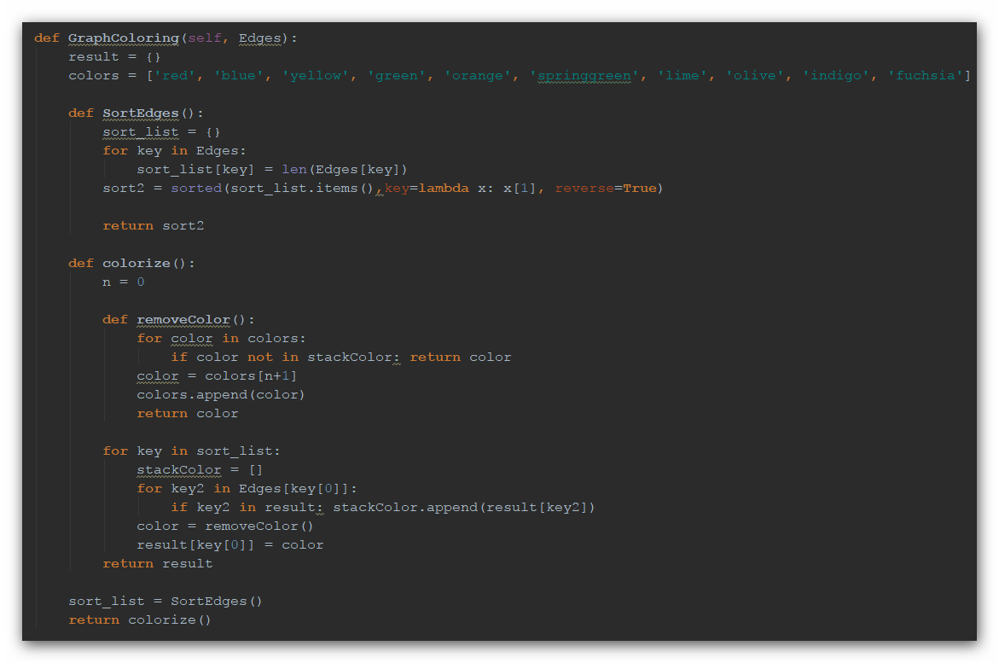 def GraphColoring(self, Edges):
    result = {}
    colors = ['red', 'blue', 'yellow', 'green', 'orange', 'springgreen', 'lime', 'olive', 'indigo', 'fuchsia']
    def SortEdges():
        sort_list = {}
        for key in Edges:
            sort_list[key] = len(Edges[key])
        sort2 = sorted(sort_list.items(),key=lambda x: x[1], reverse=True)
        return sort2
    def colorize():
        n = 0
        def removeColor():
            for color in colors:
                if color not in stackColor: return color
            color = colors[n+1]
            colors.append(color)
            return color
        for key in sort_list:
            stackColor = []
            for key2 in Edges[key[0]]:
                if key2 in result: stackColor.append(result[key2])
            color = removeColor()
            result[key[0]] = color
        return result
    sort_list = SortEdges()
    return colorize()